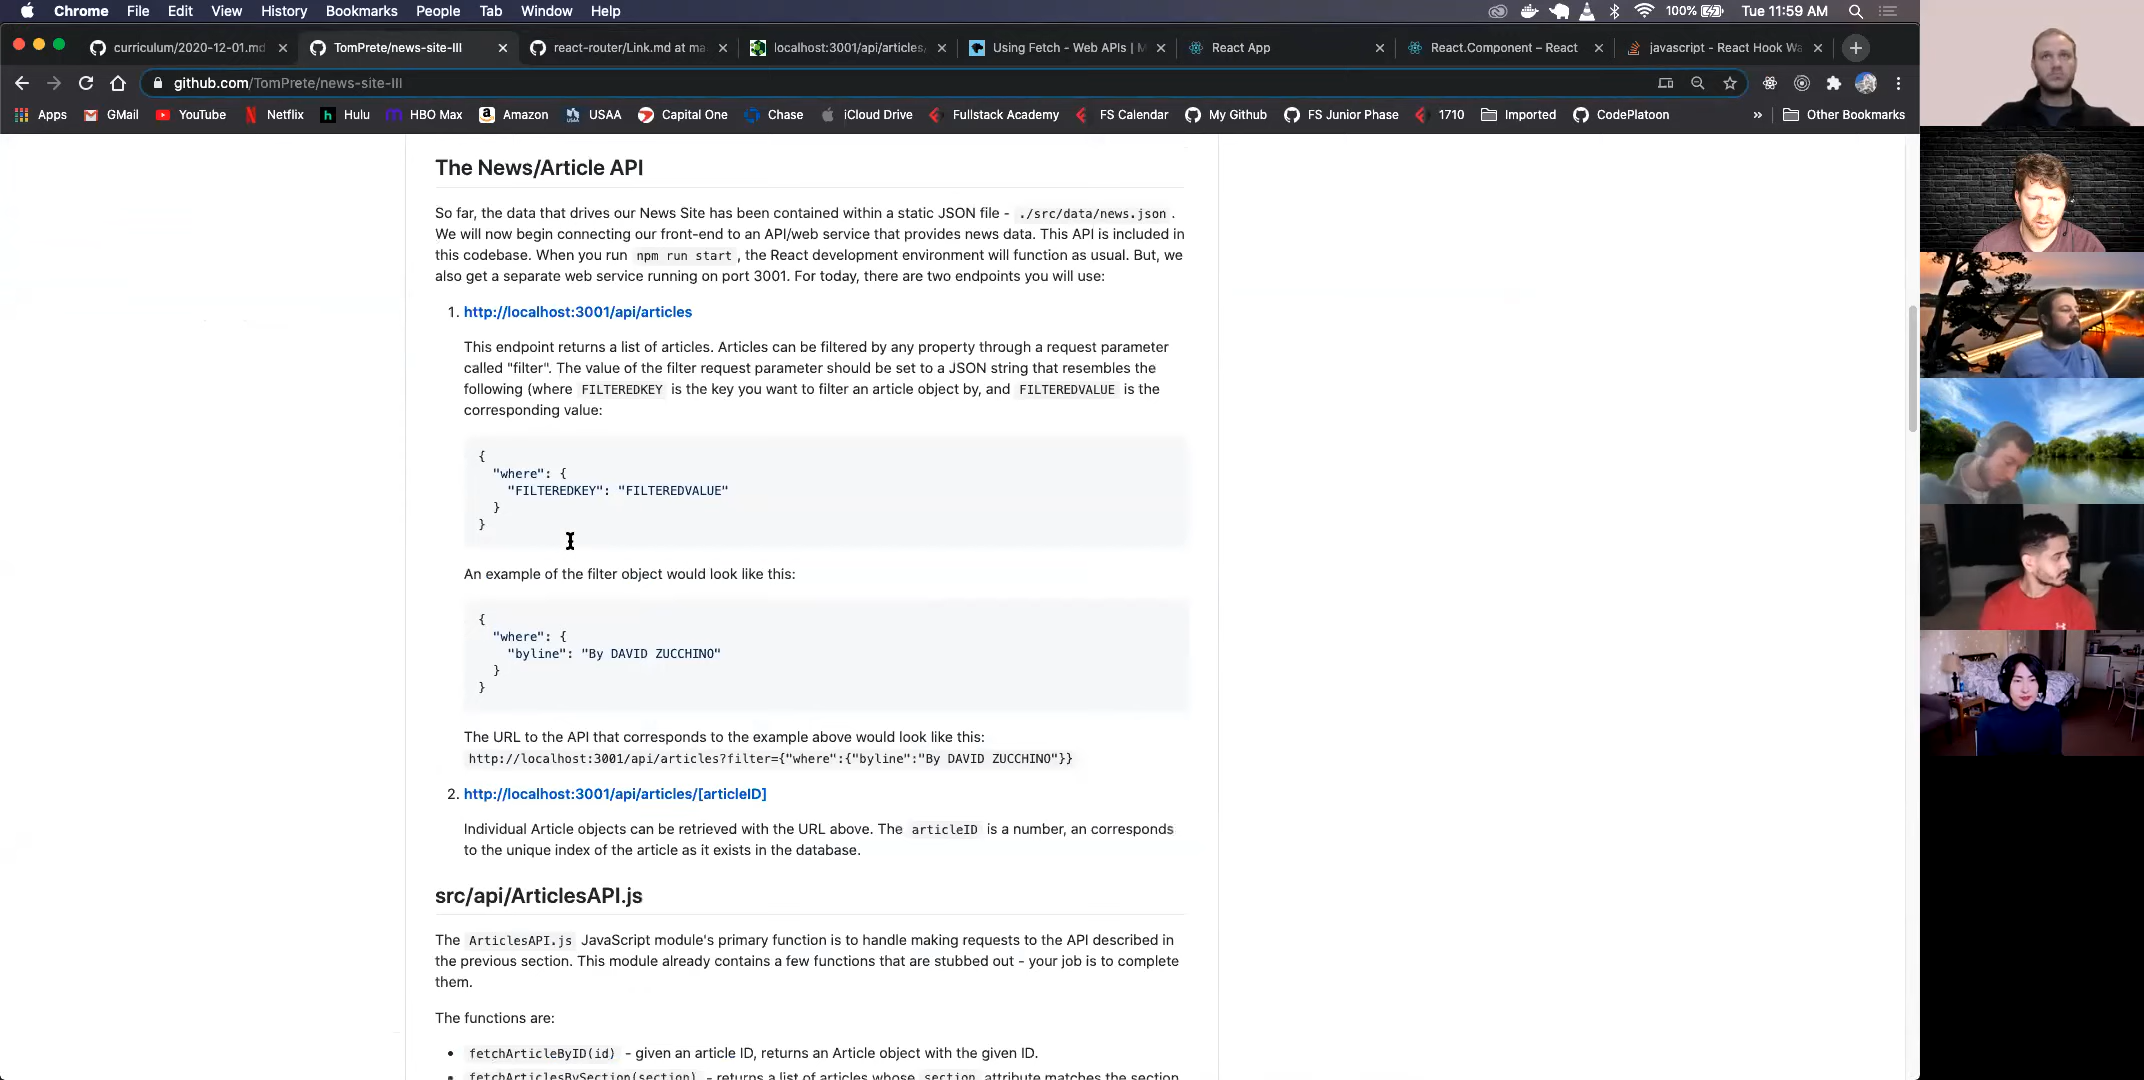 Chrome File Edit View History Bookmarks People Tab Window Help 100% Tue 11:59 AM
curriculum/2020-12-01.md TomPrete/news-site-III react-router/Link.md at ma localhost:3001/api/articles/ Using Fetch - Web APIs | M React App React.Component – React javascript - React Hook Wa
github.com/TomPrete/news-site-III
Apps GMail YouTube Netflix Hulu HBO Max Amazon USAA Capital One Chase iCloud Drive Fullstack Academy FS Calendar My Github FS Junior Phase 1710 Imported CodePlatoon » Other Bookmarks
The News/Article API
So far, the data that drives our News Site has been contained within a static JSON file - ./src/data/news.json .
We will now begin connecting our front-end to an API/web service that provides news data. This API is included in
this codebase. When you run npm run start , the React development environment will function as usual. But, we
also get a separate web service running on port 3001. For today, there are two endpoints you will use:
1. http://localhost:3001/api/articles
This endpoint returns a list of articles. Articles can be filtered by any property through a request parameter
called "filter". The value of the filter request parameter should be set to a JSON string that resembles the
following (where FILTEREDKEY is the key you want to filter an article object by, and FILTEREDVALUE is the
corresponding value:
{
"where": {
"FILTEREDKEY": "FILTEREDVALUE"
}
}
An example of the filter object would look like this:
{
"where": {
"byline": "By DAVID ZUCCHINO"
}
}
The URL to the API that corresponds to the example above would look like this:
http://localhost:3001/api/articles?filter={"where":{"byline":"By DAVID ZUCCHINO"}}
2. http://localhost:3001/api/articles/[articleID]
Individual Article objects can be retrieved with the URL above. The articleID is a number, an corresponds
to the unique index of the article as it exists in the database.
src/api/ArticlesAPI.js
The ArticlesAPI.js JavaScript module's primary function is to handle making requests to the API described in
the previous section. This module already contains a few functions that are stubbed out - your job is to complete
them.
The functions are:
• fetchArticleByID(id) - given an article ID, returns an Article object with the given ID.
• fetchArticlesBySection(section) - returns a list of articles whose section attribute matches the section